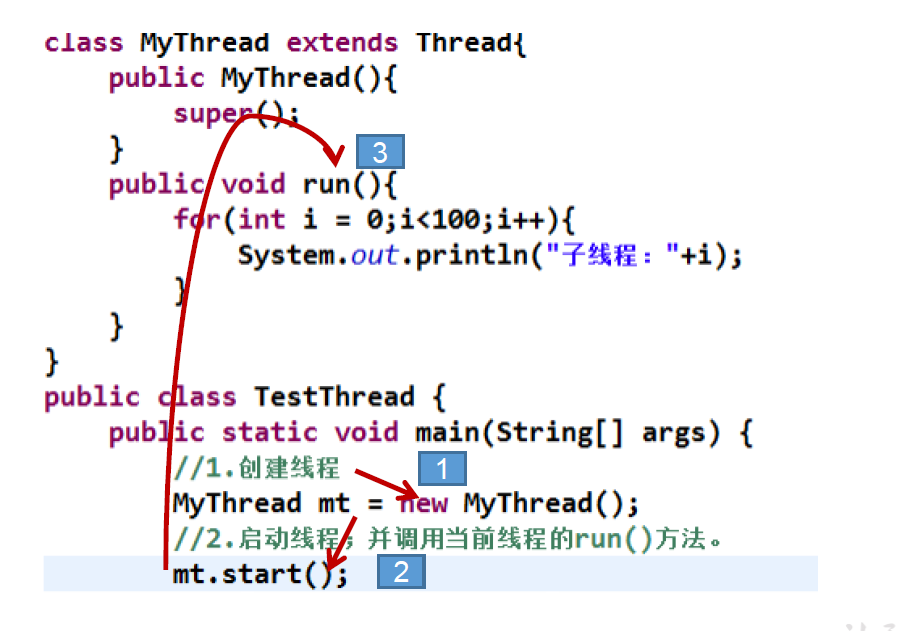 class MyThread extends Thread{
public MyThread(){
super();
}
3
public void run(){
for(int i = 0;i<100;i++){
System.out.println("子线程："+i);
}
}
}
public class TestThread {
public static void main(String[] args) {
//1.创建线程
1
MyThread mt = new MyThread();
//2.启动线程；并调用当前线程的run()方法。
mt.start();
2